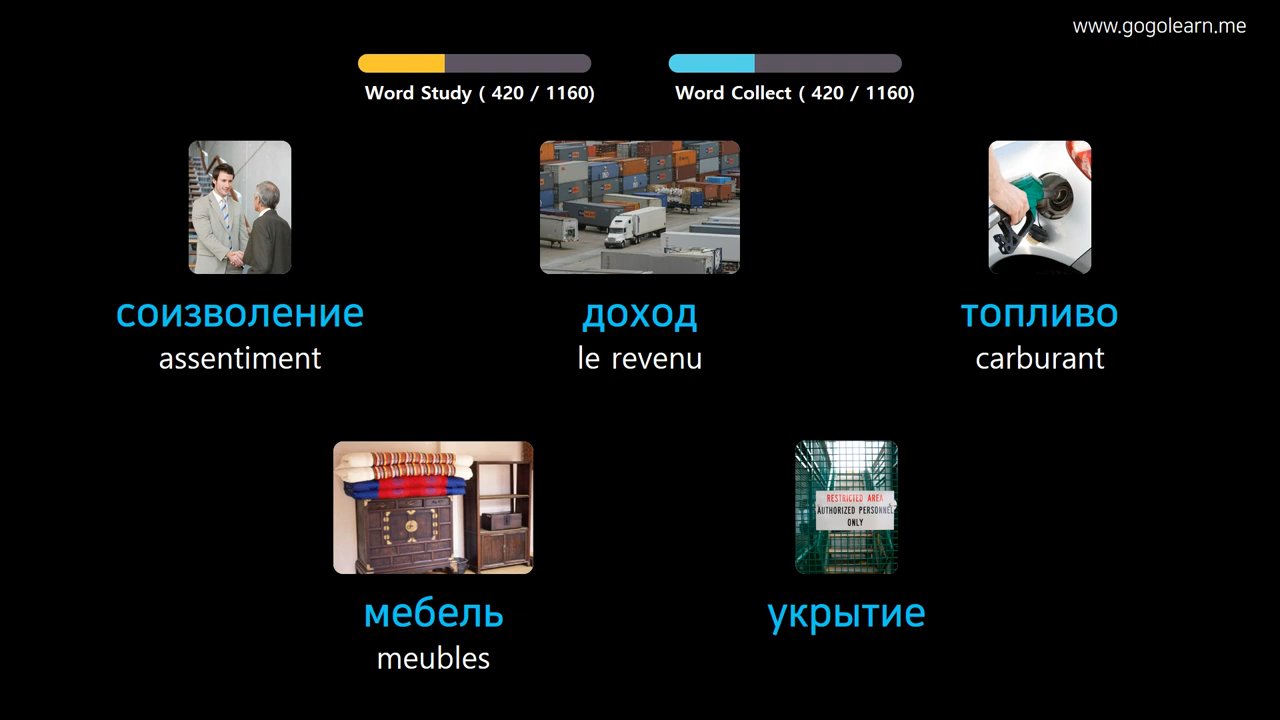 www.gogolearn.me
Word Study ( 420 / 1160)
Word Collect ( 420 / 1160)
соизволение
assentiment
доход
le revenu
топливо
carburant
RESTRICTED AREA
AUTHORIZED PERSONNEL
ONLY
мебель
meubles
укрытие